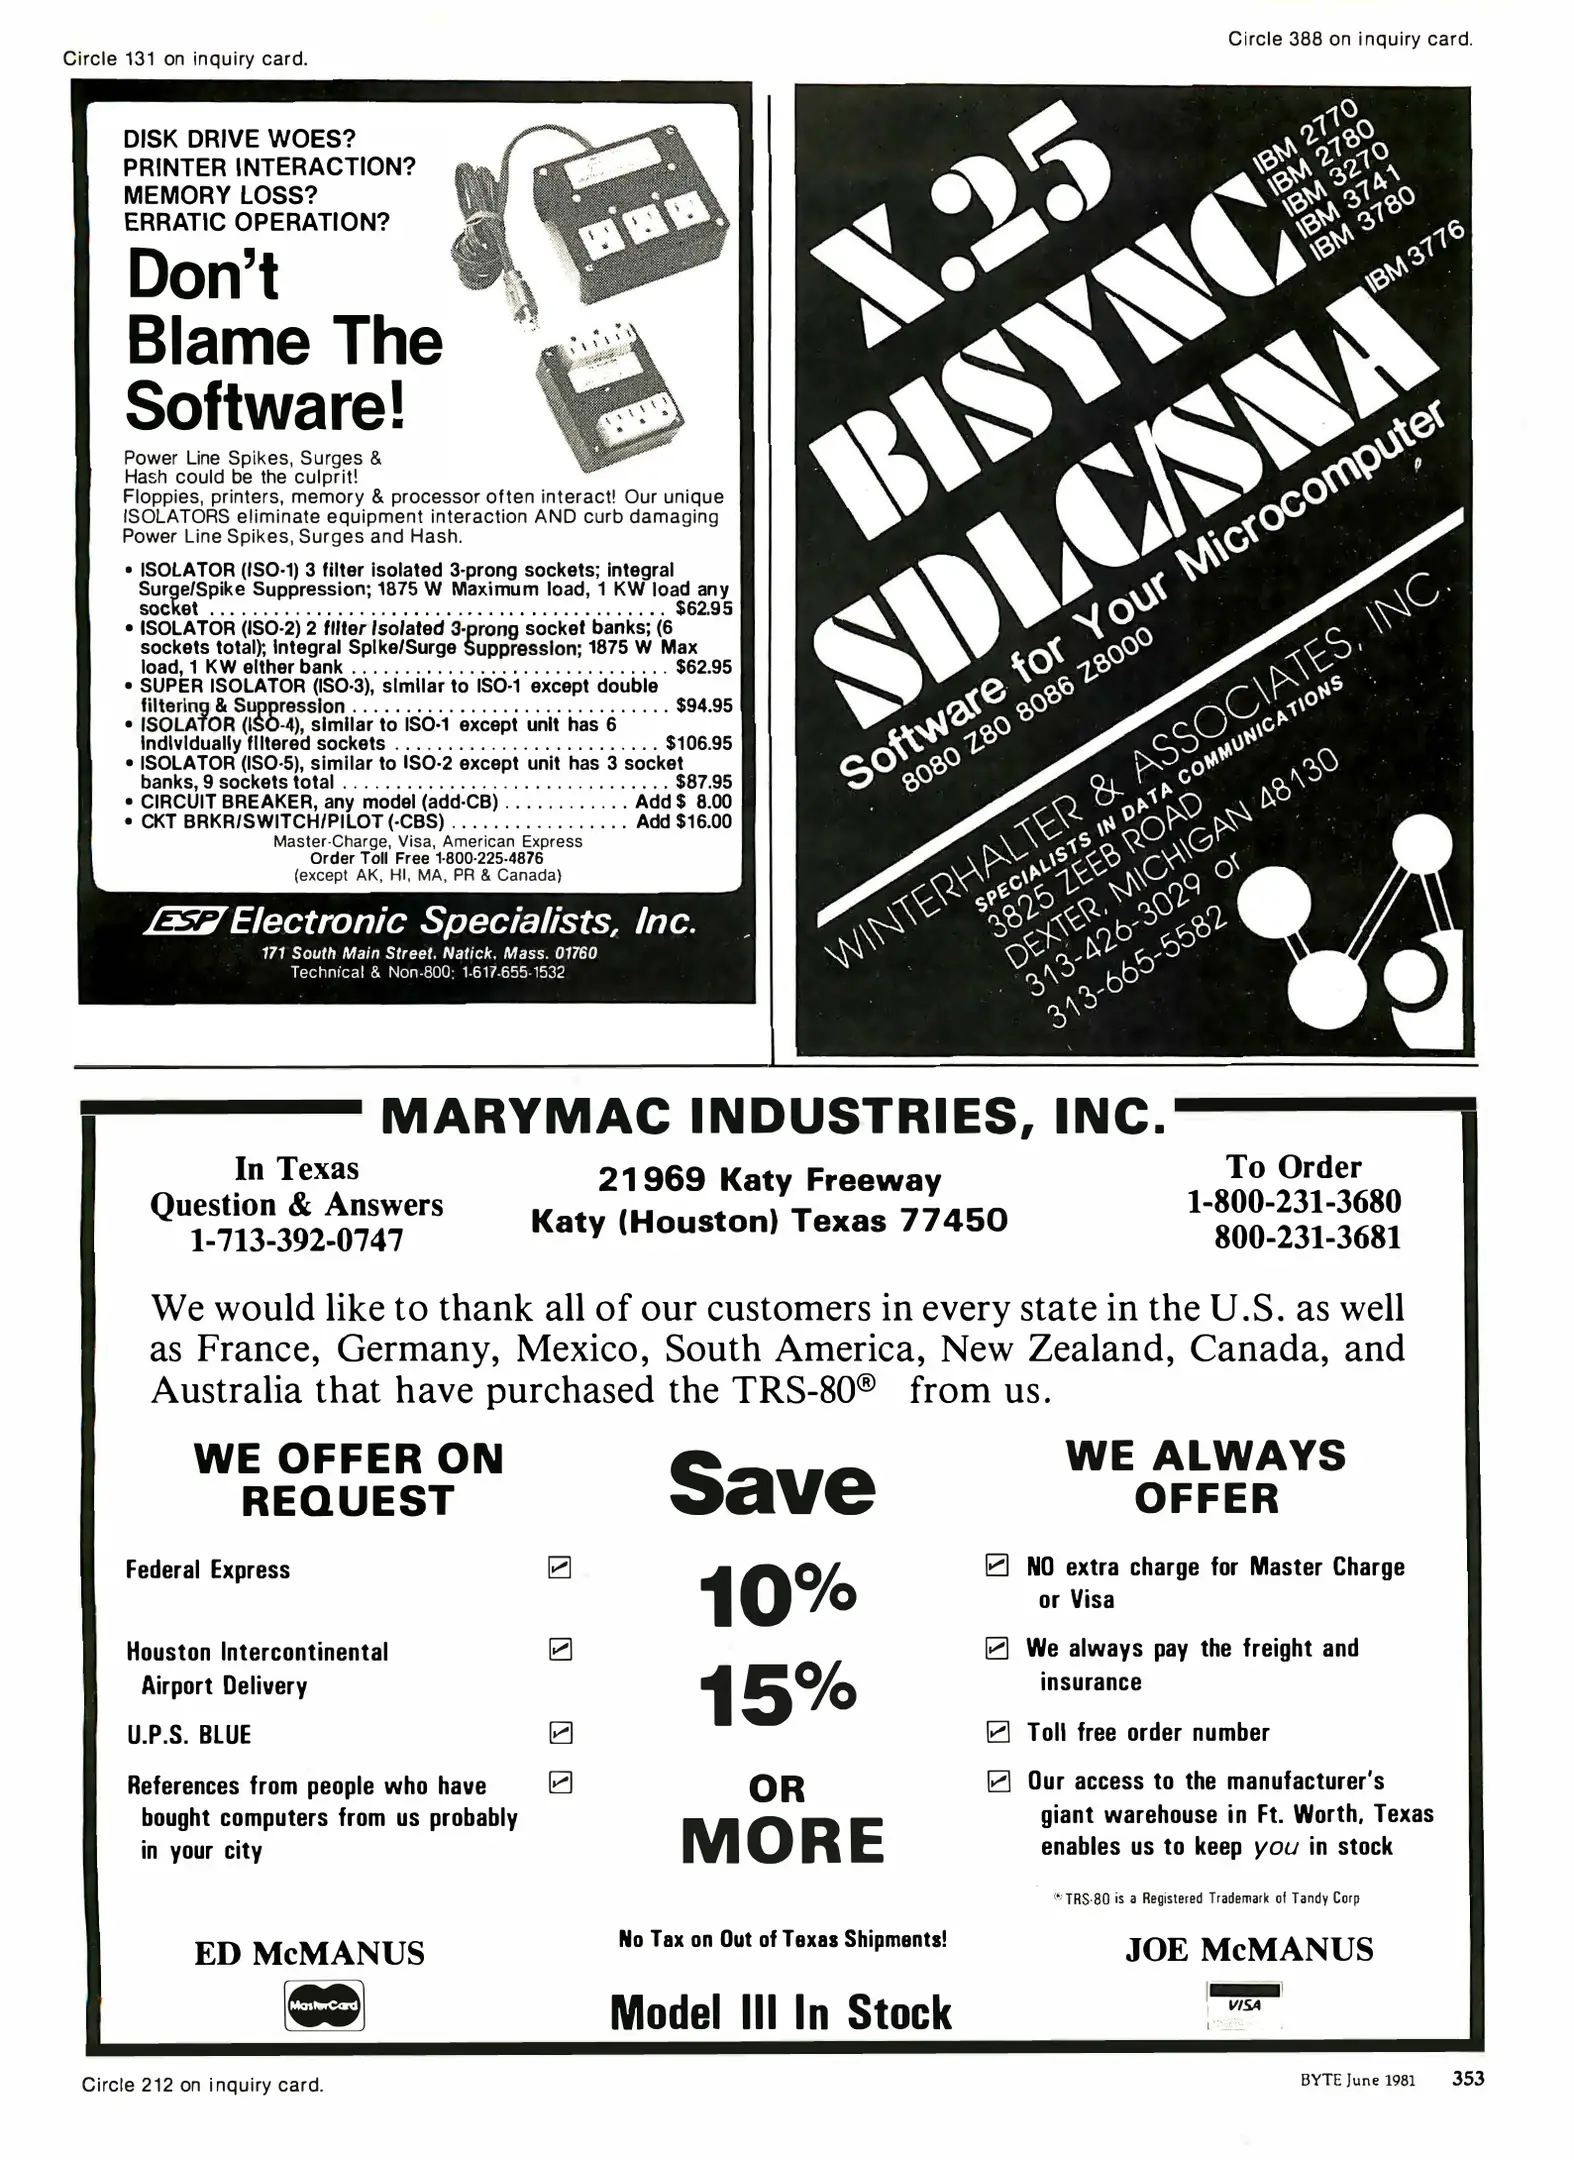 Circle 131 on inquiry card.
Circle 388 on inquiry card.
DISK DRIVE WOES?
PRINTER INTERACTION?
MEMORY LOSS?
ERRATIC OPERATION?
Don't
Blame The
Software!
Power Line Spikes, Surges &
Hash could be the culprit!
Floppies, printers, memory & processor often interact! Our unique
ISOLATORS eliminate equipment interaction AND curb damaging
Power Line Spikes, Surges and Hash.
• ISOLATOR (ISO-1) 3 filter isolated 3-prong sockets; integral
Surge/Spike Suppression; 1875 W Maximum load, 1 KW load any
socket ........................................... $62.95
• ISOLATOR (ISO-2) 2 filter isolated 3-prong socket banks; (6
sockets total); integral Spike/Surge Suppression; 1875 W Max
load, 1 KW either bank .............................. $62.95
• SUPER ISOLATOR (ISO-3), similar to ISO-1 except double
filtering & Suppression .............................. $94.95
• ISOLATOR (ISO-4), similar to ISO-1 except unit has 6
individually filtered sockets ......................... $106.95
• ISOLATOR (ISO-5), similar to ISO-2 except unit has 3 socket
banks, 9 sockets total ............................... $87.95
• CIRCUIT BREAKER, any model (add-CB) ............ Add $ 8.00
• CKT BRKR/SWITCH/PILOT (-CBS) ................. Add $16.00
Master-Charge, Visa, American Express
Order Toll Free 1-800-225-4876
(except AK, HI, MA, PR & Canada)
ESP Electronic Specialists, Inc.
171 South Main Street, Natick, Mass. 01760
Technical & Non-800: 1-617-655-1532
X.25
BISYNC
IBM 2770
IBM 2780
IBM 3270
IBM 3741
IBM 3780
SDLC/SNA
IBM 3776
Software for Your Microcomputer
8080 Z80 8086 Z8000
WINTERHALTER & ASSOCIATES, INC.
SPECIALISTS IN DATA COMMUNICATIONS
3825 ZEEB ROAD
DEXTER, MICHIGAN 48130
313-426-3029 or
313-665-5582
MARYMAC INDUSTRIES, INC.
In Texas
Question & Answers
1-713-392-0747
21969 Katy Freeway
Katy (Houston) Texas 77450
To Order
1-800-231-3680
800-231-3681
We would like to thank all of our customers in every state in the U.S. as well
as France, Germany, Mexico, South America, New Zealand, Canada, and
Australia that have purchased the TRS-80® from us.
WE OFFER ON
REQUEST
Federal Express
Houston Intercontinental
Airport Delivery
U.P.S. BLUE
References from people who have
bought computers from us probably
in your city
Save
10%
15%
OR
MORE
WE ALWAYS
OFFER
NO extra charge for Master Charge
or Visa
We always pay the freight and
insurance
Toll free order number
Our access to the manufacturer's
giant warehouse in Ft. Worth, Texas
enables us to keep you in stock
® TRS-80 is a Registered Trademark of Tandy Corp
ED McMANUS
MasterCard
No Tax on Out of Texas Shipments!
Model III In Stock
JOE McMANUS
VISA
Circle 212 on inquiry card.
BYTE June 1981 353